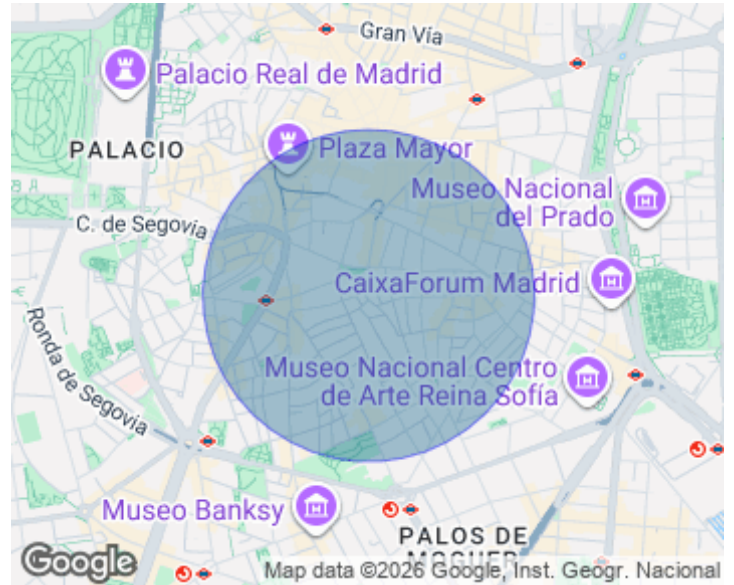 Gran Vía
Palacio Real de Madrid
PALACIO
Plaza Mayor
Museo Nacional
del Prado
C. de Segovia
CaixaForum Madrid
Ronda de Segovia
Museo Nacional Centro
de Arte Reina Sofía
Museo Banksy
PALOS DE
MOGUER
Google
Map data ©2026 Google, Inst. Geogr. Nacional